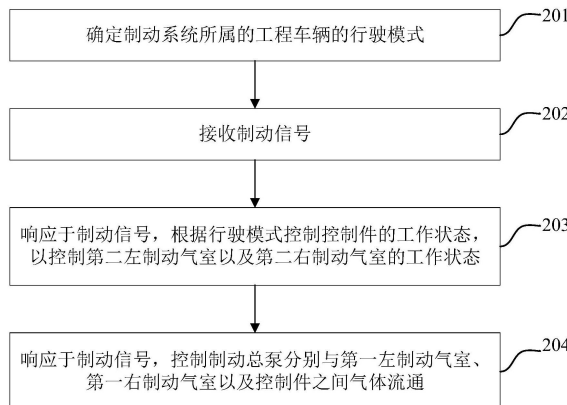 确定制动系统所属的工程车辆的行驶模式
201
接收制动信号
202
响应于制动信号，根据行驶模式控制控制件的工作状态，
以控制第二左制动气室以及第二右制动气室的工作状态
203
响应于制动信号，控制制动总泵分别与第一左制动气室、
第一右制动气室以及控制件之间气体流通
204